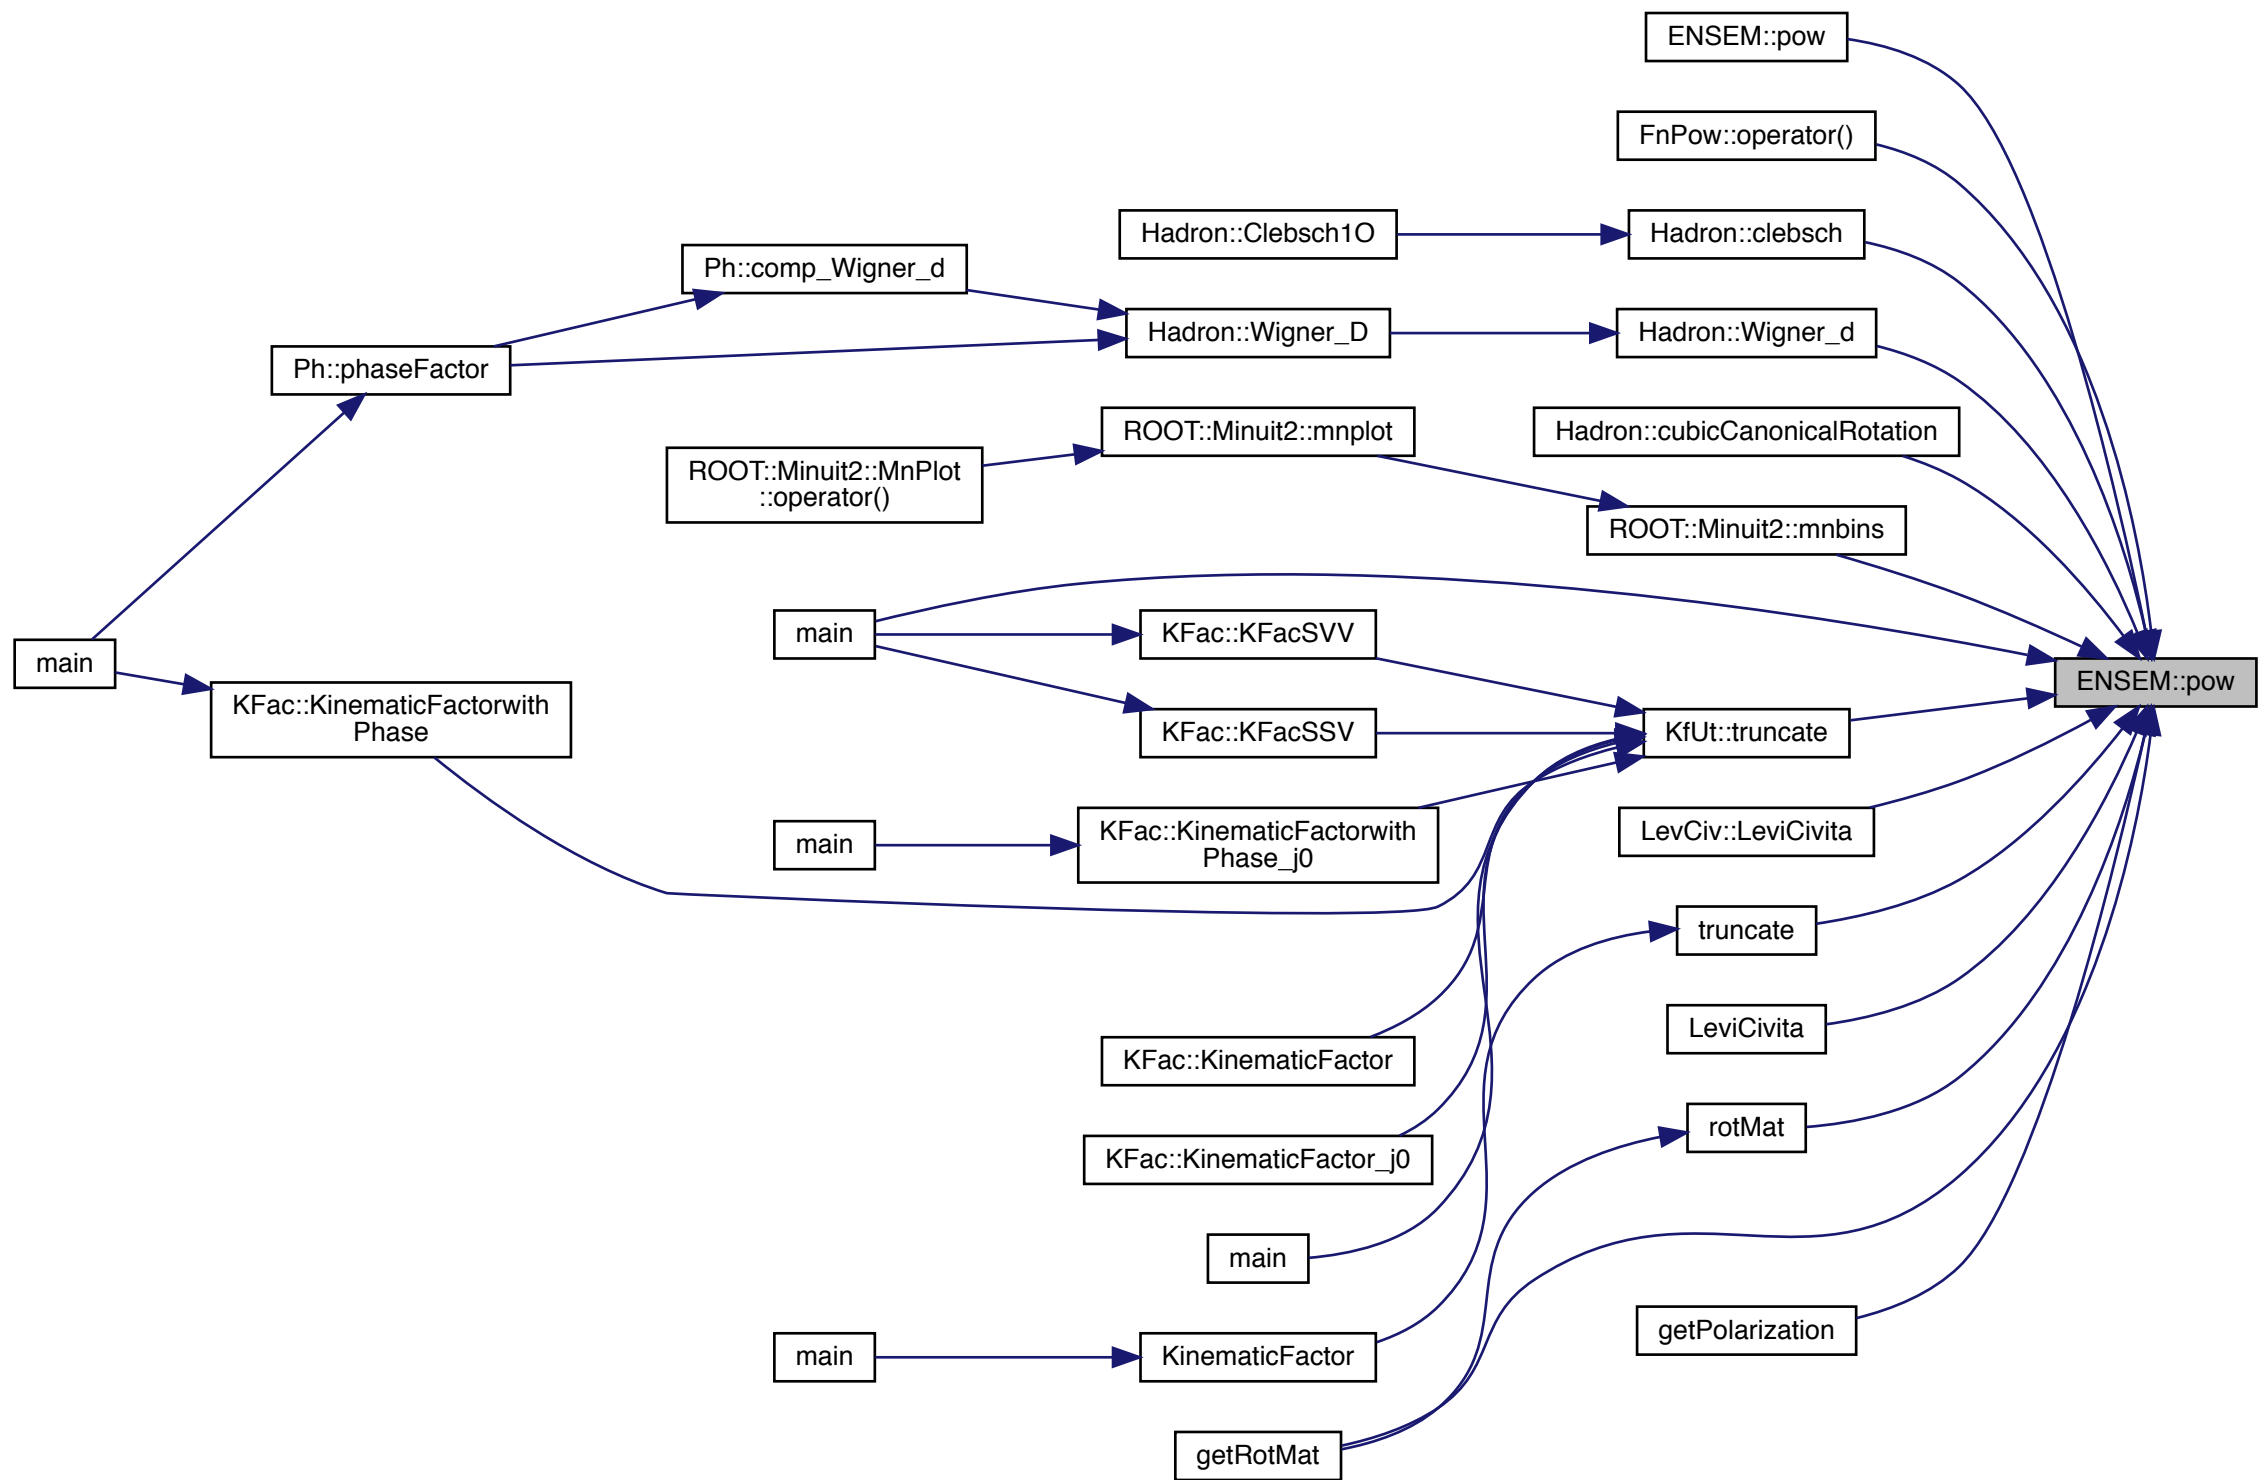 ENSEM::pow
FnPow::operator()
Hadron::Clebsch1O
Hadron::clebsch
Ph::comp_Wigner_d
Hadron::Wigner_D
Hadron::Wigner_d
Ph::phaseFactor
ROOT::Minuit2::mnplot
Hadron::cubicCanonicalRotation
ROOT::Minuit2::MnPlot
::operator()
ROOT::Minuit2::mnbins
main
KFac::KFacSVV
main
KFac::KinematicFactorwith
Phase
ENSEM::pow
KFac::KFacSSV
KfUt::truncate
main
KFac::KinematicFactorwith
Phase_j0
LevCiv::LeviCivita
truncate
LeviCivita
KFac::KinematicFactor
rotMat
KFac::KinematicFactor_j0
main
getPolarization
main
KinematicFactor
getRotMat